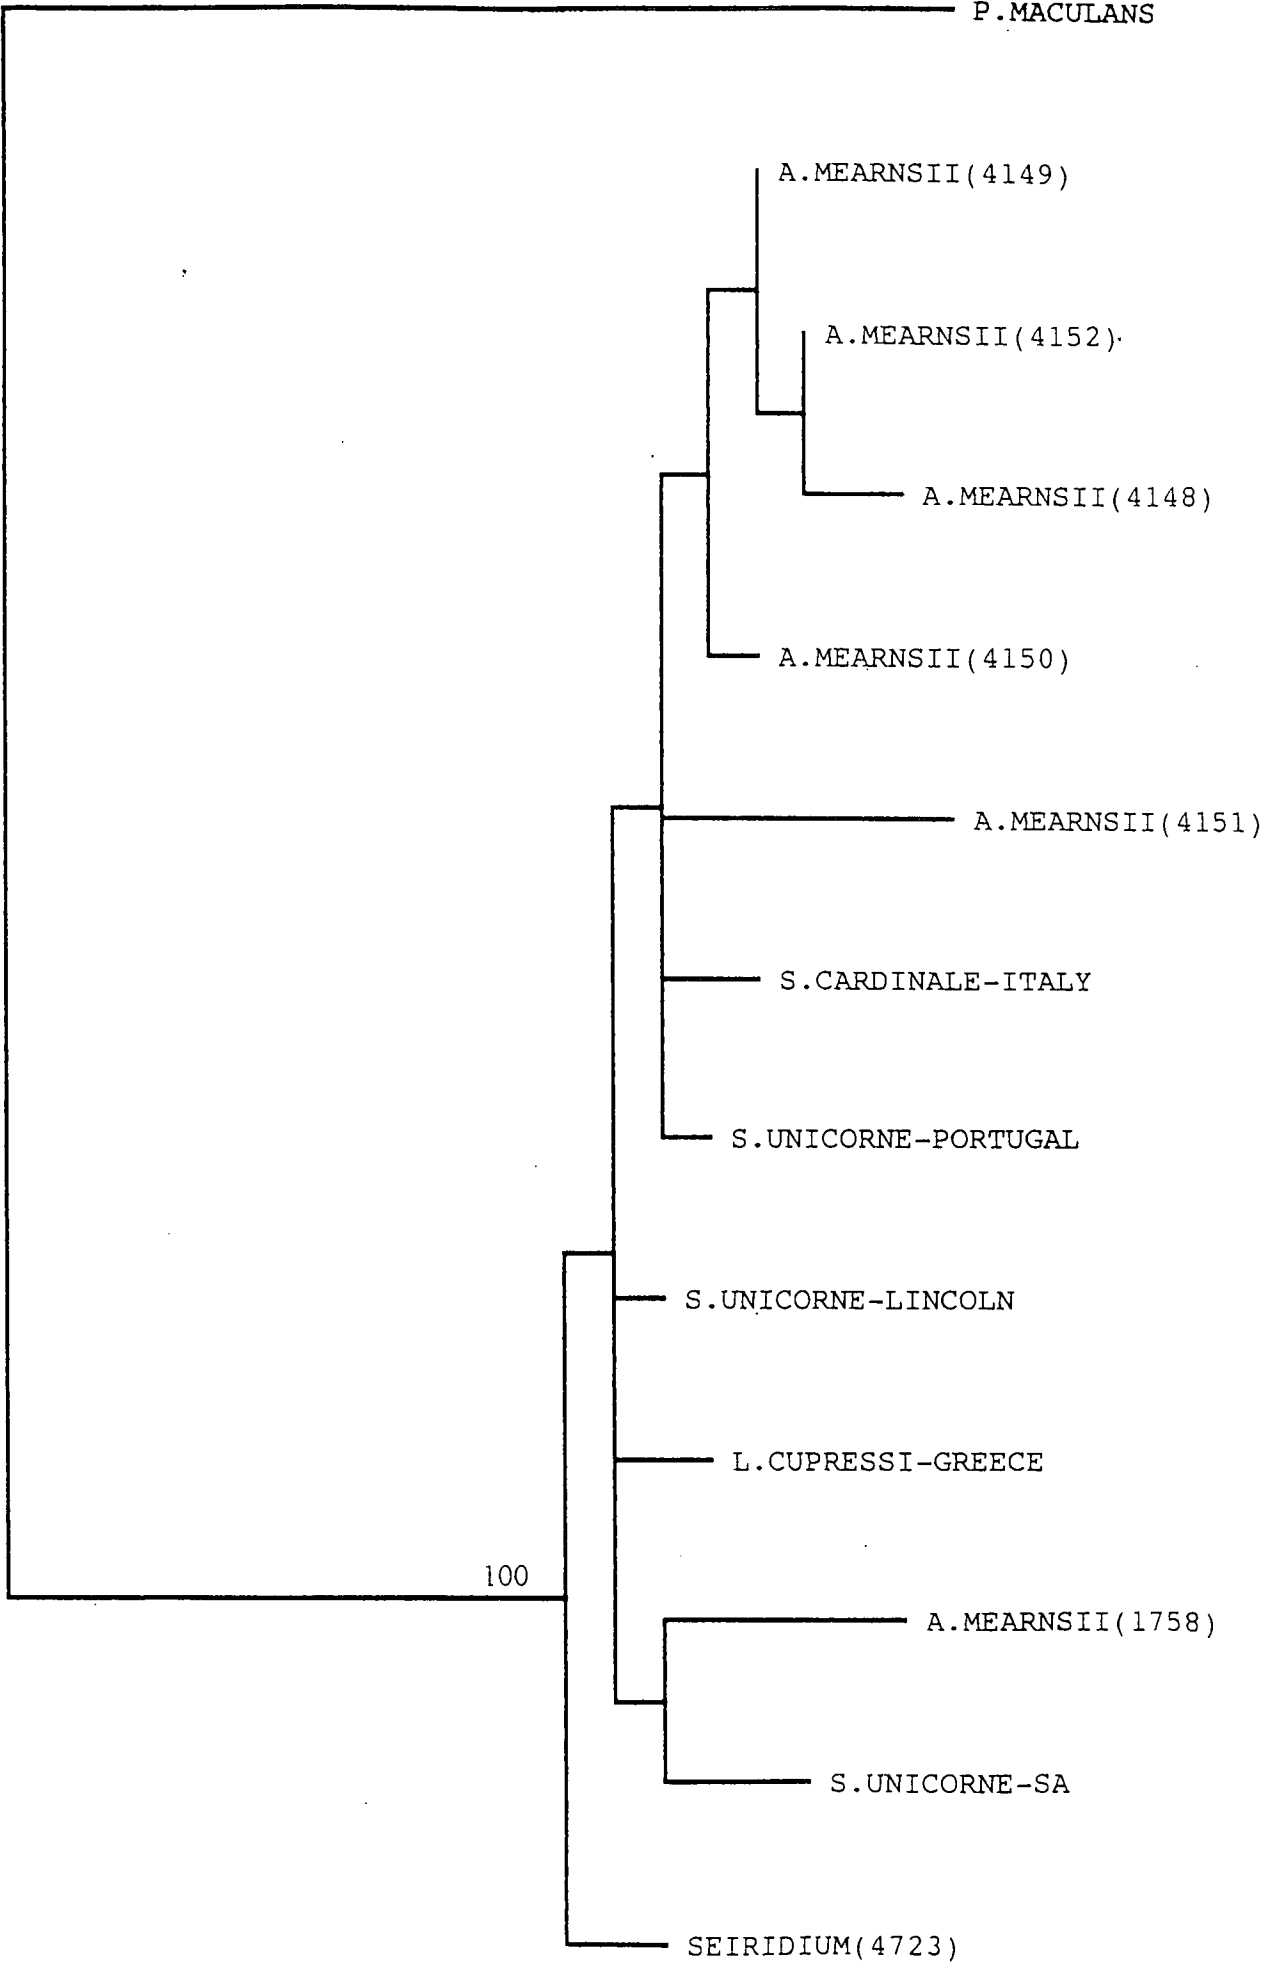 P.MACULANS
A.MEARNSII(4149)
A.MEARNSII(4152)
A.MEARNSII(4148)
A.MEARNSII(4150)
A.MEARNSII(4151)
S.CARDINALE-ITALY
S.UNICORNE-PORTUGAL
S.UNICORNE-LINCOLN
L.CUPRESSI-GREECE
100
A.MEARNSII(1758)
S.UNICORNE-SA
SEIRIDIUM(4723)